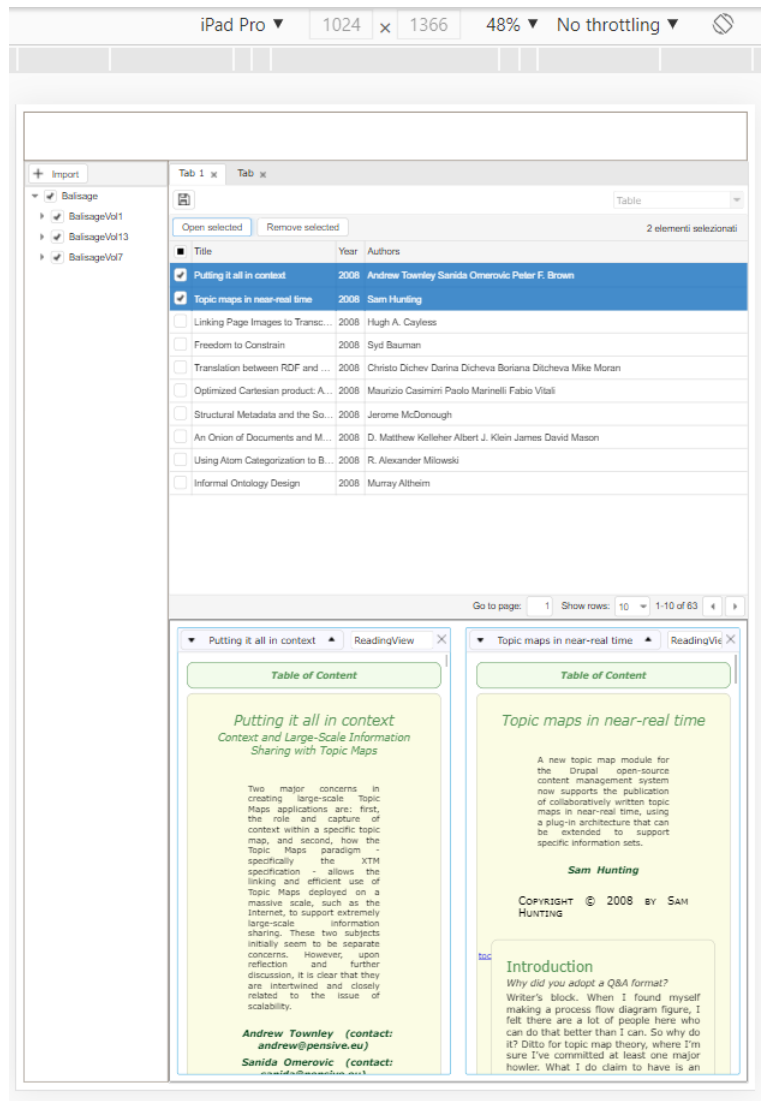 iPad Pro ▼ 1024 × 1366 48% ▼ No throttling ▼
+ Import
Balisage
BalisageVol1
BalisageVol13
BalisageVol7
Tab 1 x Tab x
Table
Open selected Remove selected 2 elementi selezionati
Title Year Authors
Putting it all in context 2008 Andrew Townley Sanida Omerovic Peter F. Brown
Topic maps in near-real time 2008 Sam Hunting
Linking Page Images to Transc... 2008 Hugh A. Cayless
Freedom to Constrain 2008 Syd Bauman
Translation between RDF and ... 2008 Christo Dichev Darina Dicheva Boriana Ditcheva Mike Moran
Optimized Cartesian product: A... 2008 Maurizio Casimirri Paolo Marinelli Fabio Vitali
Structural Metadata and the So... 2008 Jerome McDonough
An Onion of Documents and M... 2008 D. Matthew Kelleher Albert J. Klein James David Mason
Using Atom Categorization to B... 2008 R. Alexander Milowski
Informal Ontology Design 2008 Murray Altheim
Go to page: 1 Show rows: 10 1-10 of 63
Putting it all in context ReadingView
Table of Content
Putting it all in context
Context and Large-Scale Information
Sharing with Topic Maps
Two major concerns in
creating large-scale Topic
Maps applications are: first,
the role and capture of
context within a specific topic
map, and second, how the
Topic Maps paradigm -
specifically the XTM
specification - allows the
linking and efficient use of
Topic Maps deployed on a
massive scale, such as the
Internet, to support extremely
large-scale information
sharing. These two subjects
initially seem to be separate
concerns. However, upon
reflection and further
discussion, it is clear that they
are intertwined and closely
related to the issue of
scalability.
Andrew Townley (contact:
andrew@pensive.eu)
Sanida Omerovic (contact:
sanida@pensive.eu)
Topic maps in near-real time ReadingVie
Table of Content
Topic maps in near-real time
A new topic map module for
the Drupal open-source
content management system
now supports the publication
of collaboratively written topic
maps in near-real time, using
a plug-in architecture that can
be extended to support
specific information sets.
Sam Hunting
Copyright © 2008 by Sam
Hunting
toc
Introduction
Why did you adopt a Q&A format?
Writer's block. When I found myself
making a process flow diagram figure, I
felt there are a lot of people here who
can do that better than I can. So why do
it? Ditto for topic map theory, where I'm
sure I've committed at least one major
howler. What I do claim to have is an